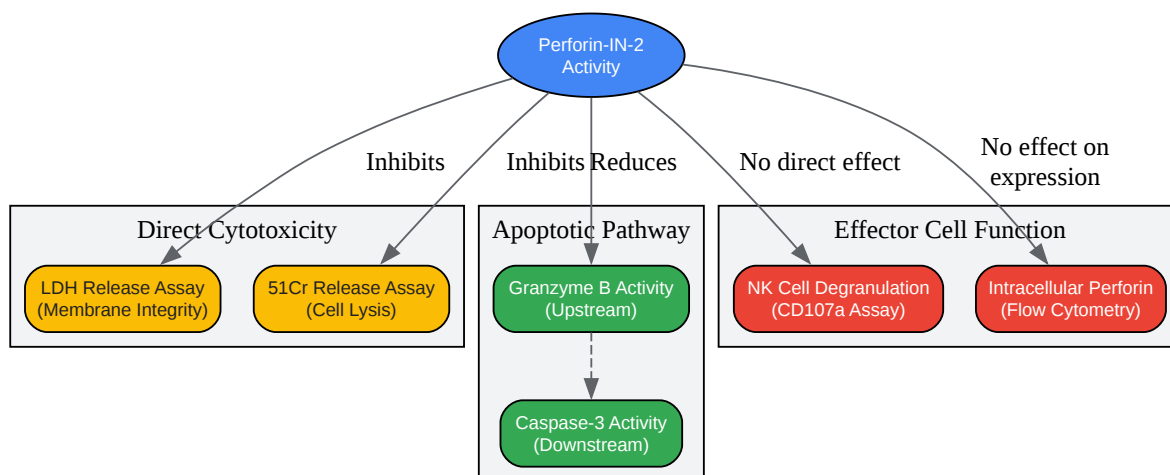 Perforin-IN-2
Activity
Inhibits
Inhibits
Reduces
No direct effect
No effect on
expression
Direct Cytotoxicity
LDH Release Assay
(Membrane Integrity)
51Cr Release Assay
(Cell Lysis)
Apoptotic Pathway
Granzyme B Activity
(Upstream)
Caspase-3 Activity
(Downstream)
Effector Cell Function
NK Cell Degranulation
(CD107a Assay)
Intracellular Perforin
(Flow Cytometry)